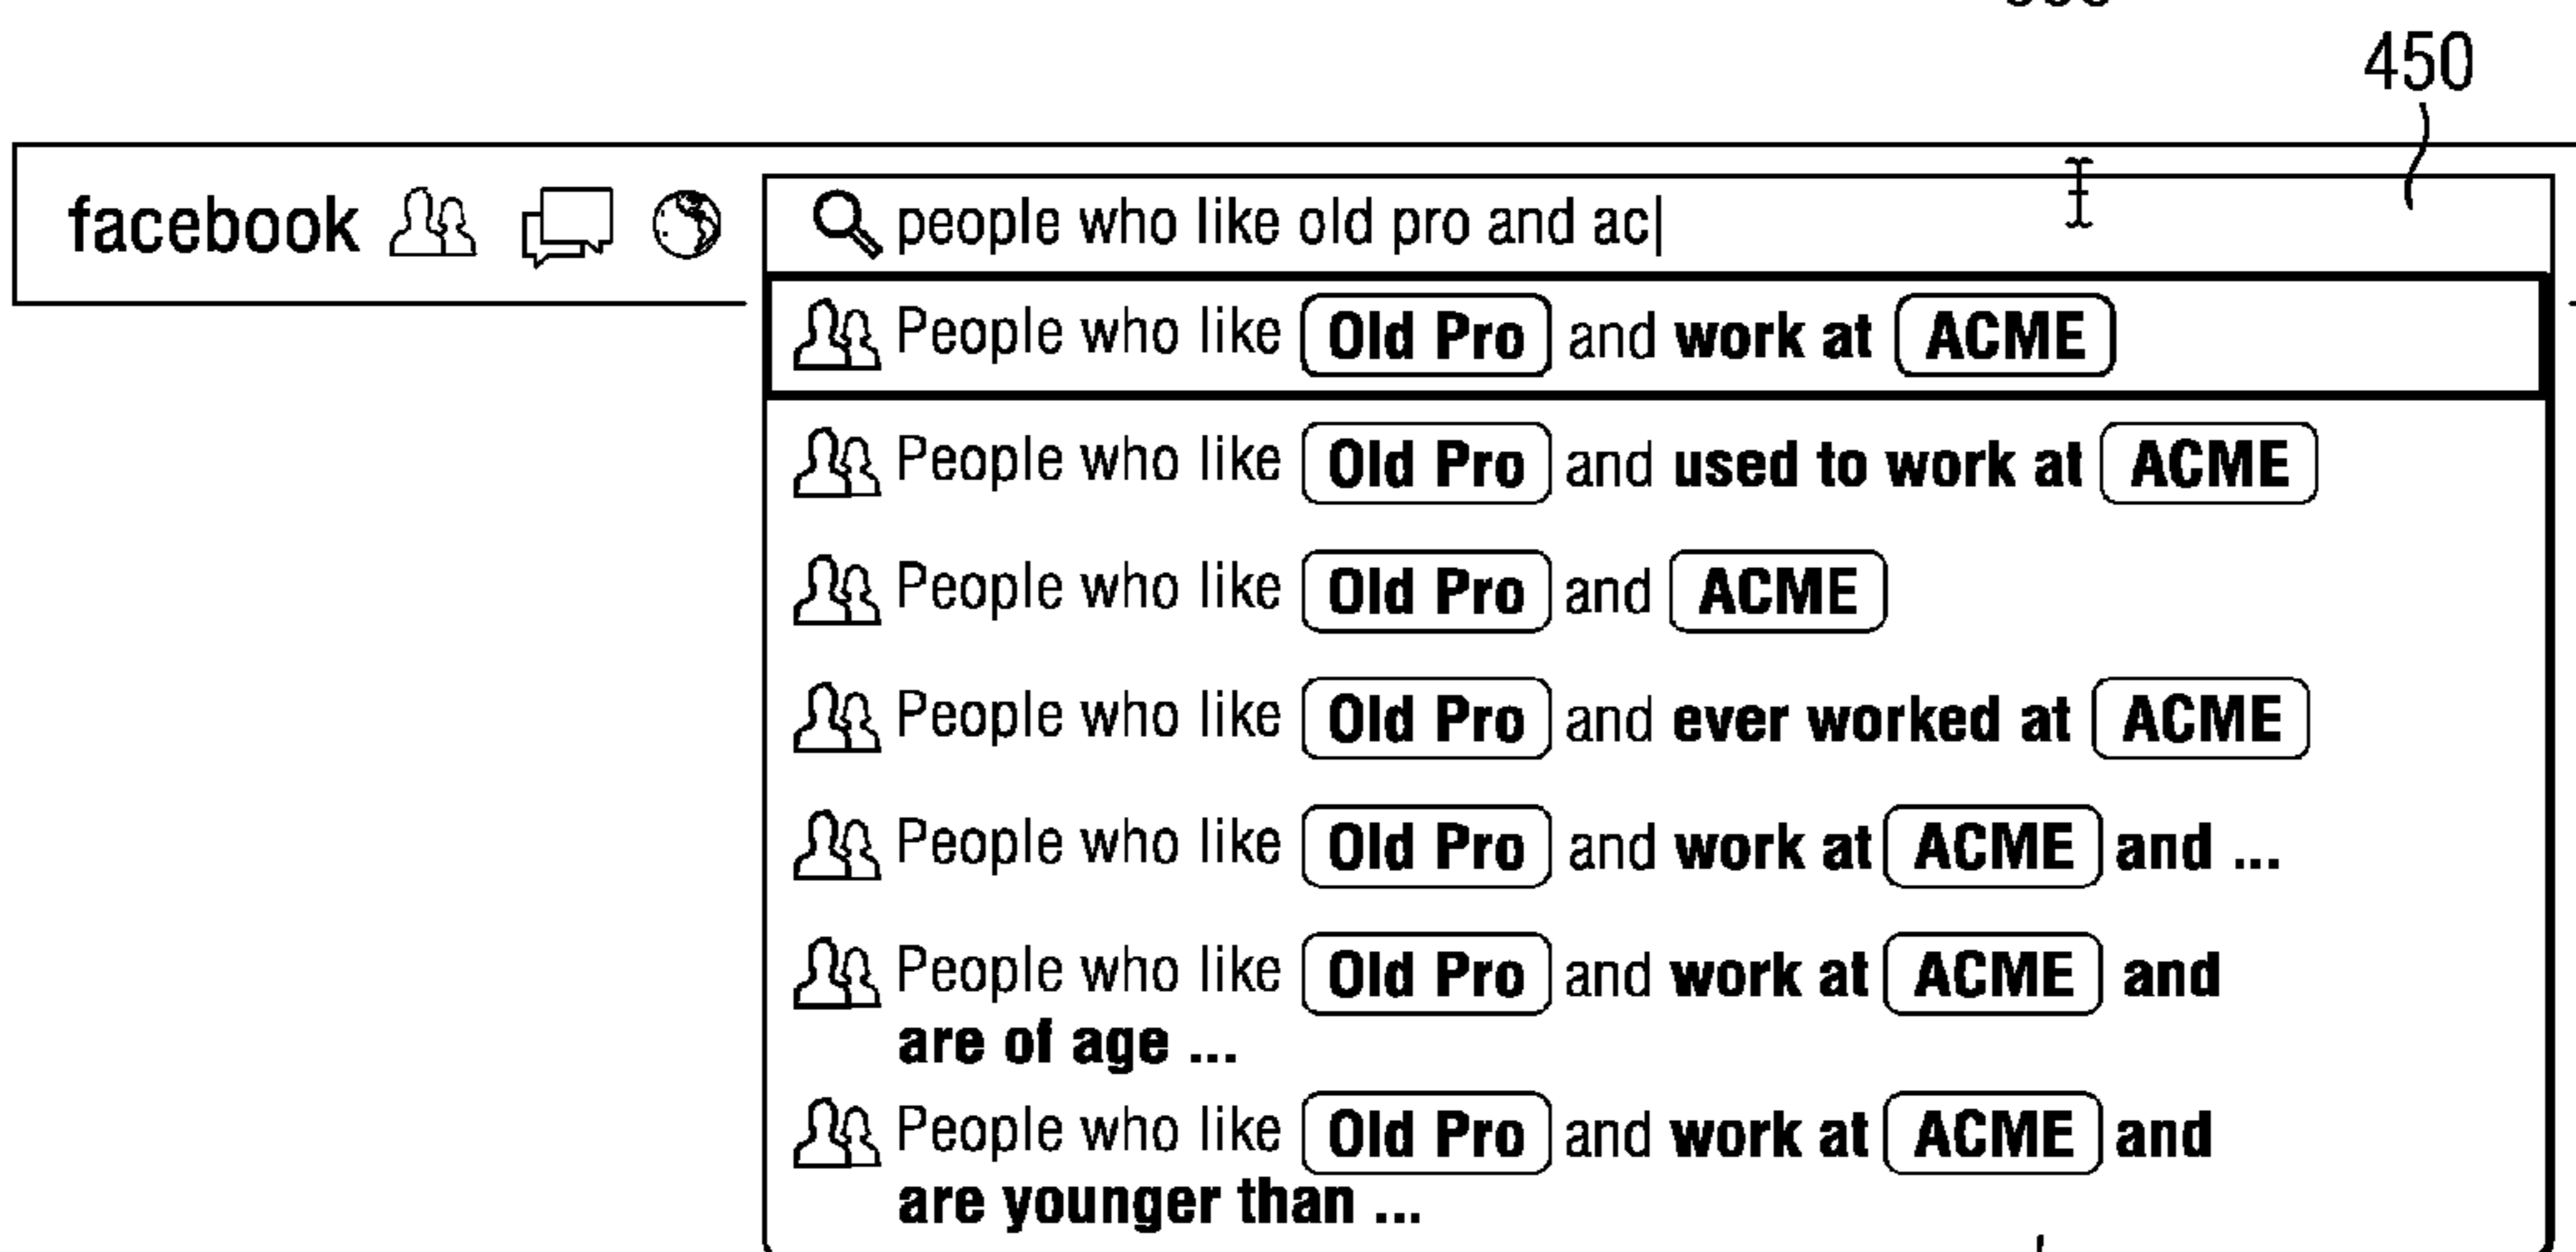 450
facebook people who like old pro and ac
People who like Old Pro and work at ACME
People who like Old Pro and used to work at ACME
People who like Old Pro and ACME
People who like Old Pro and ever worked at ACME
People who like Old Pro and work at ACME and ...
People who like Old Pro and work at ACME and
are of age ...
People who like Old Pro and work at ACME and
are younger than ...